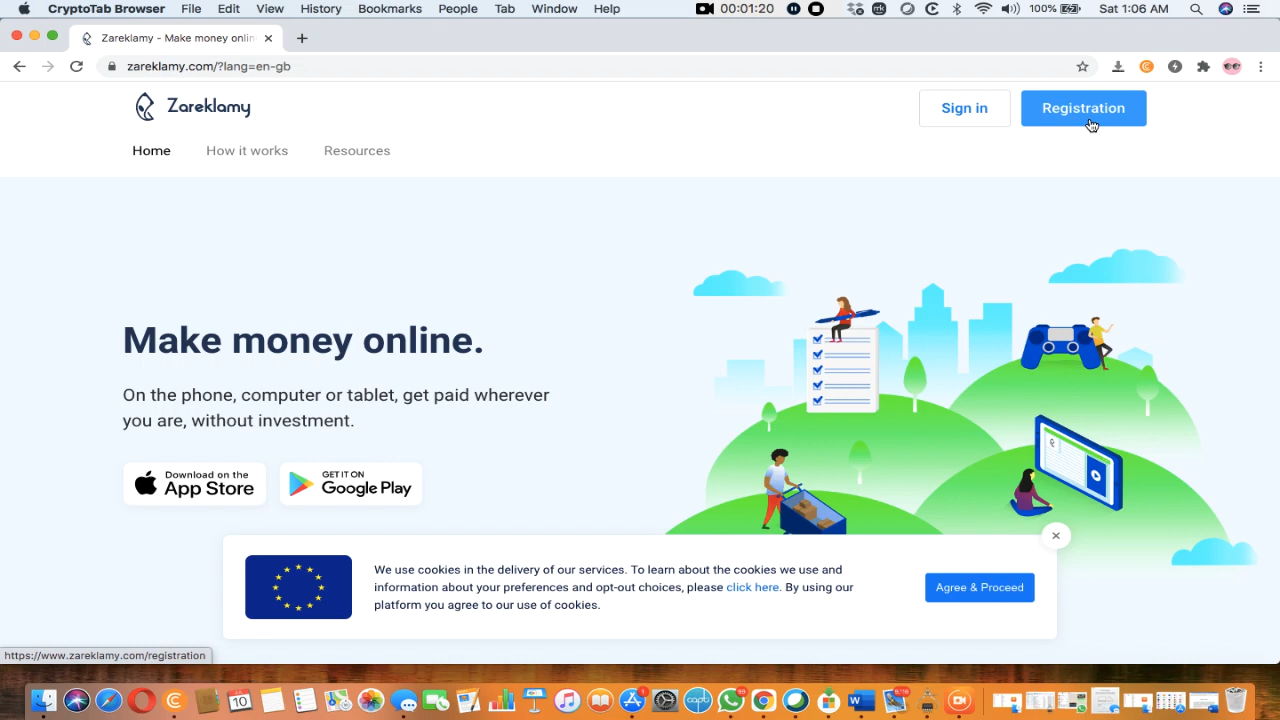 CryptoTab Browser File Edit View History Bookmarks People Tab Window Help 00:01:20 100% Sat 1:06 AM
Zareklamy - Make money onlin
zareklamy.com/?lang=en-gb
Zareklamy
Sign in
Registration
Home How it works Resources
Make money online.
On the phone, computer or tablet, get paid wherever
you are, without investment.
Download on the
App Store
GET IT ON
Google Play
We use cookies in the delivery of our services. To learn about the cookies we use and
information about your preferences and opt-out choices, please click here. By using our
platform you agree to our use of cookies.
Agree & Proceed
https://www.zareklamy.com/registration
10
1
99